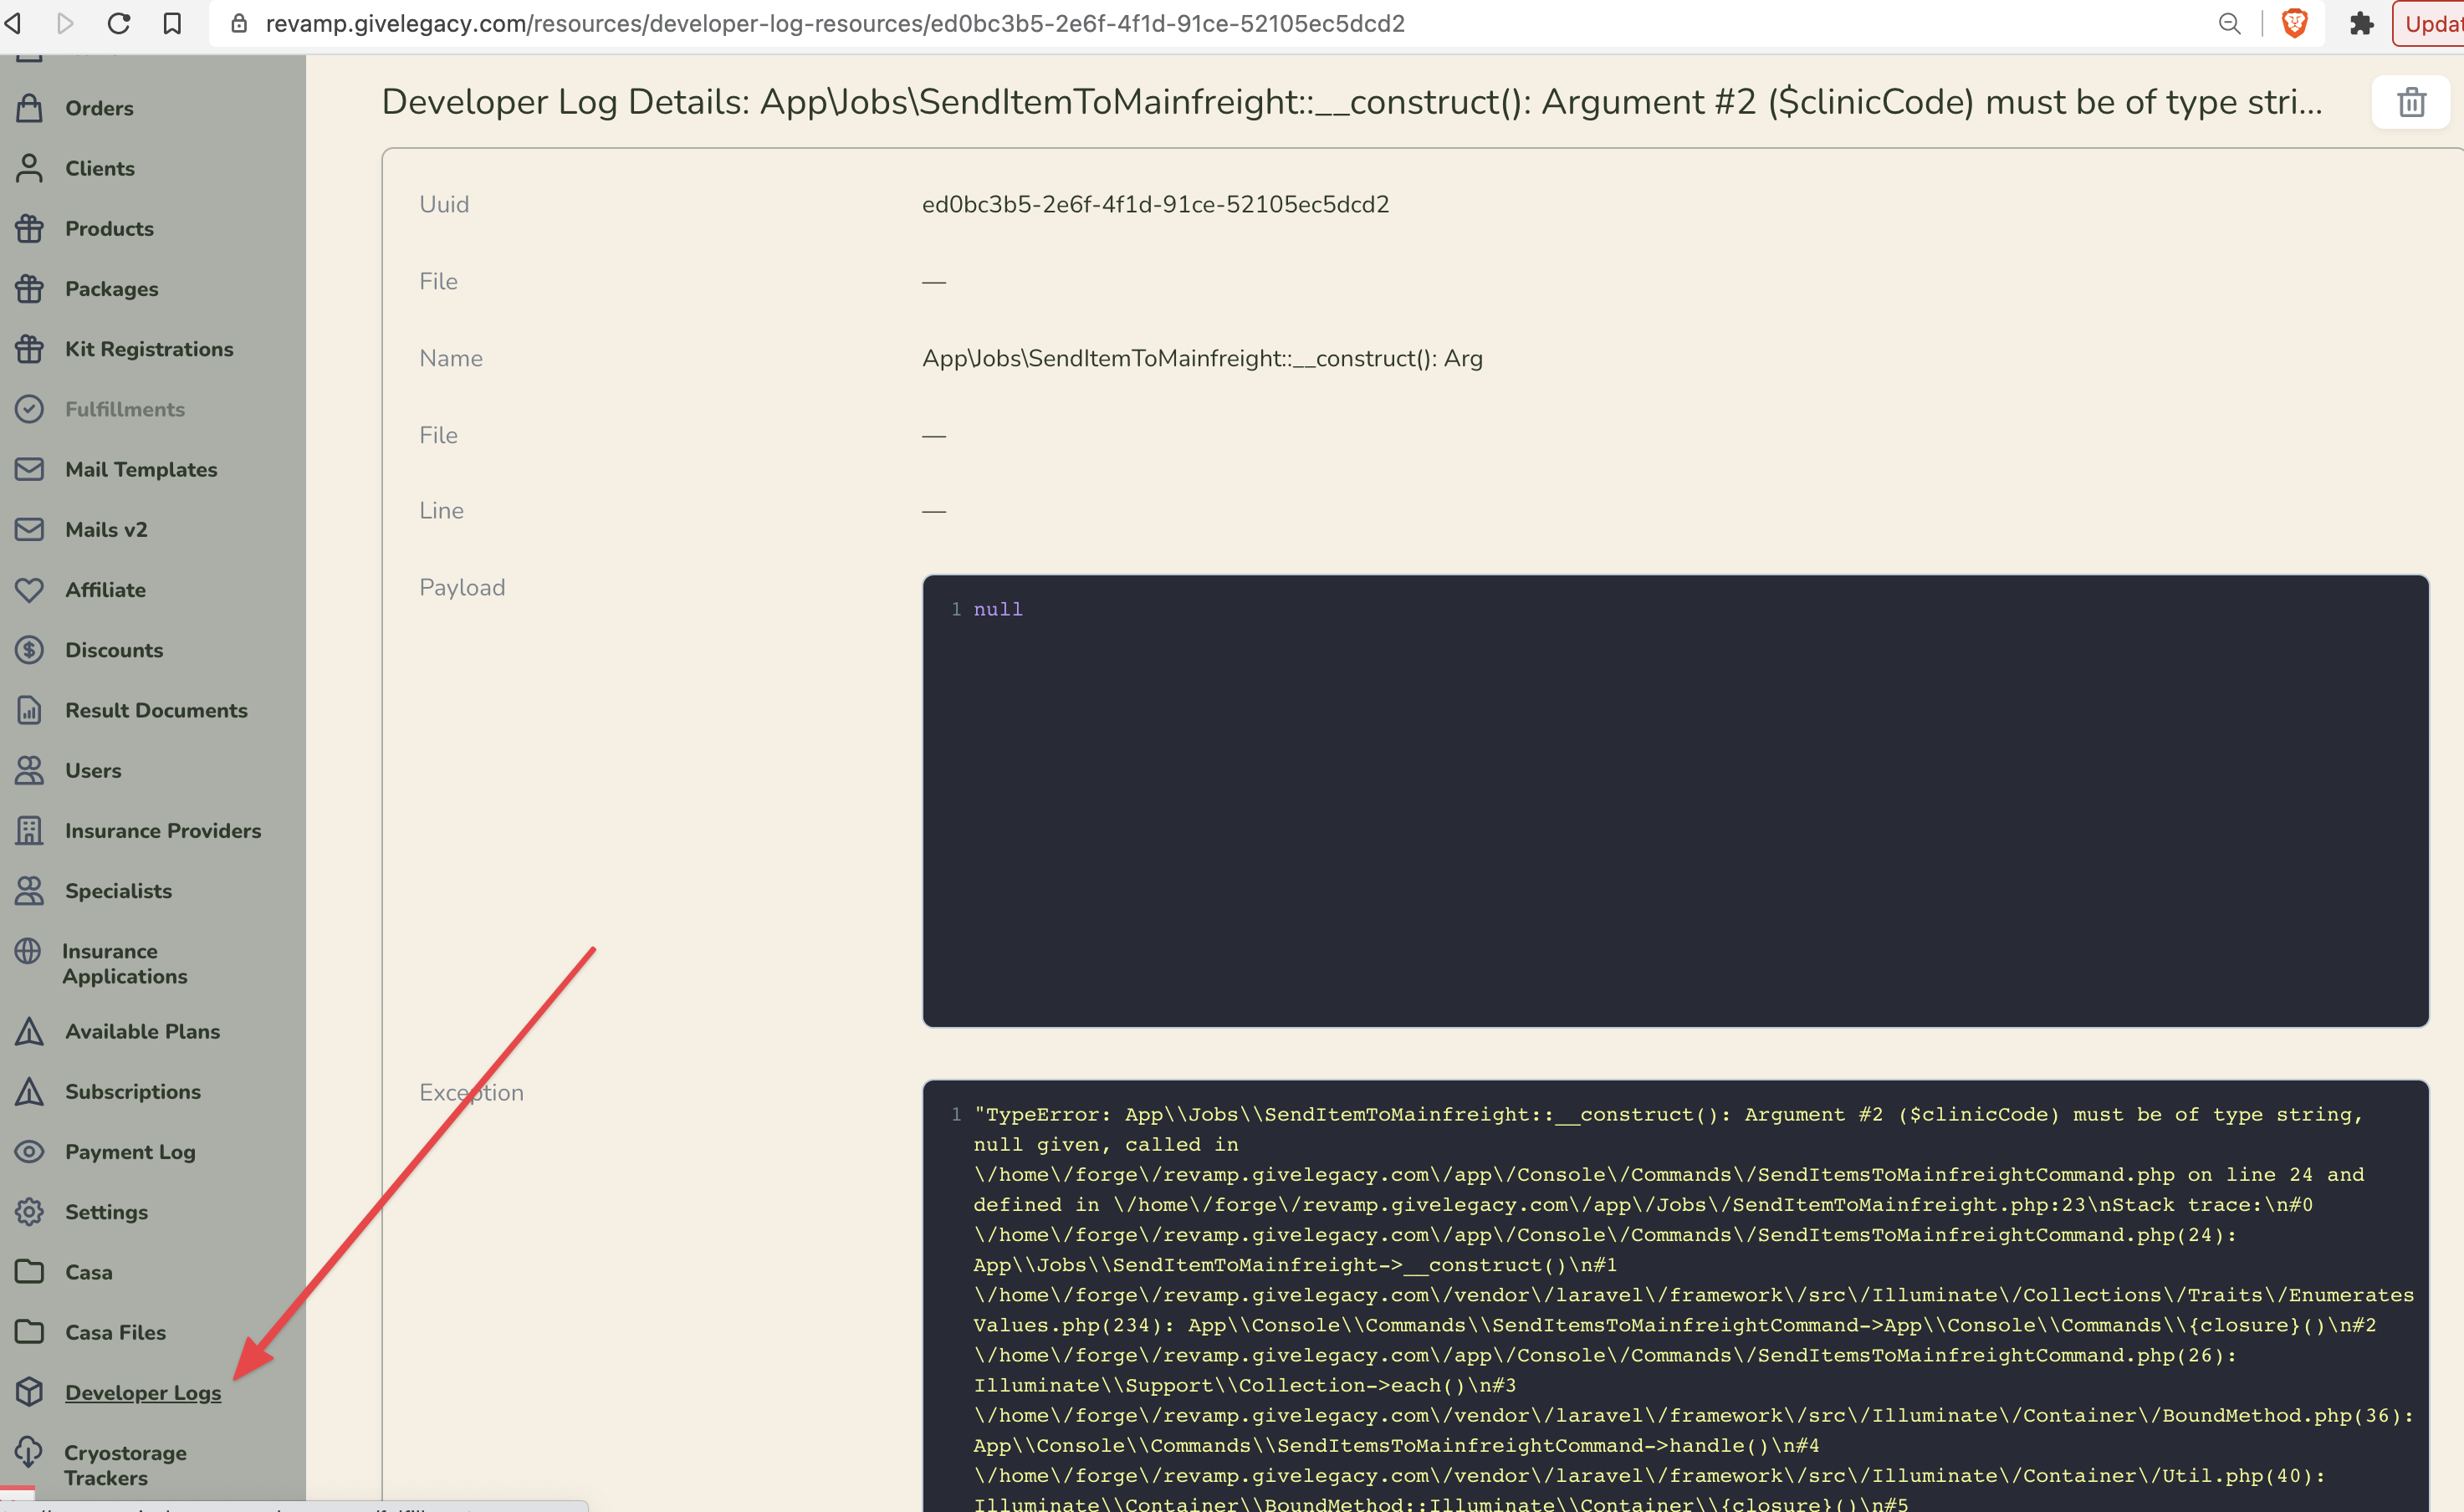 revamp.givelegacy.com/resources/developer-log-resources/ed0bc3b5-2e6f-4f1d-91ce-52105ec5dcd2
Orders
Clients
Products
Packages
Kit Registrations
Fulfillments
Mail Templates
Mails v2
Affiliate
Discounts
Result Documents
Users
Insurance Providers
Specialists
Insurance
Applications
Available Plans
Subscriptions
Payment Log
Settings
Casa
Casa Files
Developer Logs
Cryostorage
Trackers
Developer Log Details: App\Jobs\SendItemToMainfreight::__construct(): Argument #2 ($clinicCode) must be of type stri...
Uuid ed0bc3b5-2e6f-4f1d-91ce-52105ec5dcd2
File —
Name App\Jobs\SendItemToMainfreight::__construct(): Arg
File —
Line —
Payload
1 null
Exception
1 "TypeError: App\\Jobs\\SendItemToMainfreight::__construct(): Argument #2 ($clinicCode) must be of type string,
null given, called in
\/home\/forge\/revamp.givelegacy.com\/app\/Console\/Commands\/SendItemsToMainfreightCommand.php on line 24 and
defined in \/home\/forge\/revamp.givelegacy.com\/app\/Jobs\/SendItemToMainfreight.php:23\nStack trace:\n#0
\/home\/forge\/revamp.givelegacy.com\/app\/Console\/Commands\/SendItemsToMainfreightCommand.php(24):
App\\Jobs\\SendItemToMainfreight->__construct()\n#1
\/home\/forge\/revamp.givelegacy.com\/vendor\/laravel\/framework\/src\/Illuminate\/Collections\/Traits\/Enumerates
Values.php(234): App\\Console\\Commands\\SendItemsToMainfreightCommand->App\\Console\\Commands\\{closure}()\n#2
\/home\/forge\/revamp.givelegacy.com\/app\/Console\/Commands\/SendItemsToMainfreightCommand.php(26):
Illuminate\\Support\\Collection->each()\n#3
\/home\/forge\/revamp.givelegacy.com\/vendor\/laravel\/framework\/src\/Illuminate\/Container\/BoundMethod.php(36):
App\\Console\\Commands\\SendItemsToMainfreightCommand->handle()\n#4
\/home\/forge\/revamp.givelegacy.com\/vendor\/laravel\/framework\/src\/Illuminate\/Container\/Util.php(40):
Illuminate\\Container\\BoundMethod::Illuminate\\Container\\{closure}()\n#5